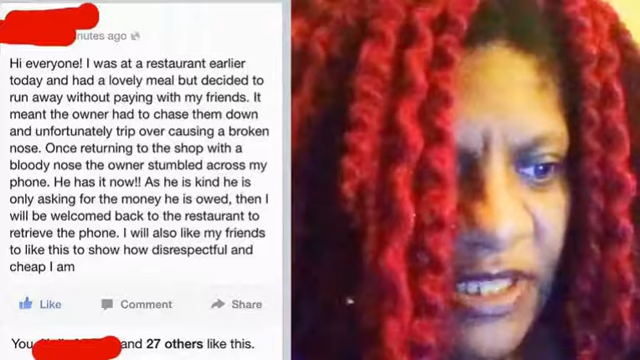 nutes ago
Hi everyone! I was at a restaurant earlier
today and had a lovely meal but decided to
run away without paying with my friends. It
meant the owner had to chase them down
and unfortunately trip over causing a broken
nose. Once returning to the shop with a
bloody nose the owner stumbled across my
phone. He has it now!! As he is kind he is
only asking for the money he is owed, then I
will be welcomed back to the restaurant to
retrieve the phone. I will also like my friends
to like this to show how disrespectful and
cheap I am
Like Comment Share
You and 27 others like this.